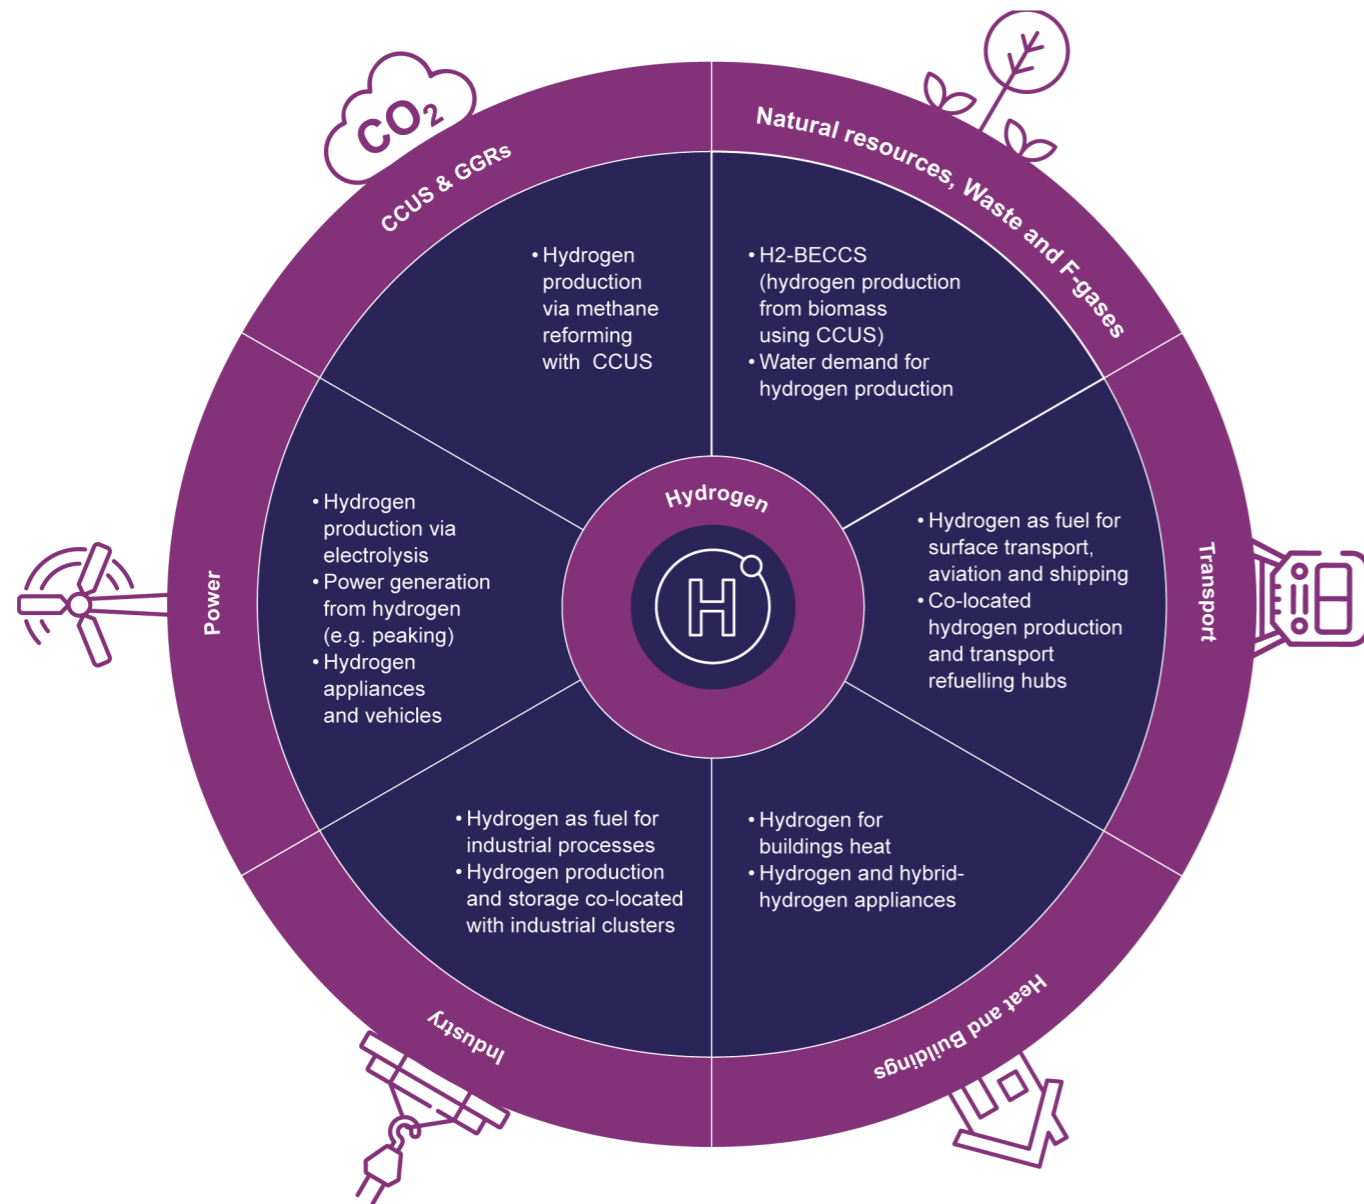 CO₂
CCUS & GGRs
• Hydrogen
production
via methane
reforming
with CCUS
Natural resources, Waste and F-gases
• H2-BECCS
(hydrogen production
from biomass
using CCUS)
• Water demand for
hydrogen production
Transport
• Hydrogen as fuel for
surface transport,
aviation and shipping
• Co-located
hydrogen production
and transport
refuelling hubs
Heat and Buildings
• Hydrogen for
buildings heat
• Hydrogen and hybrid-
hydrogen appliances
Industry
• Hydrogen as fuel for
industrial processes
• Hydrogen production
and storage co-located
with industrial clusters
Power
• Hydrogen
production via
electrolysis
• Power generation
from hydrogen
(e.g. peaking)
• Hydrogen
appliances
and vehicles
Hydrogen
H